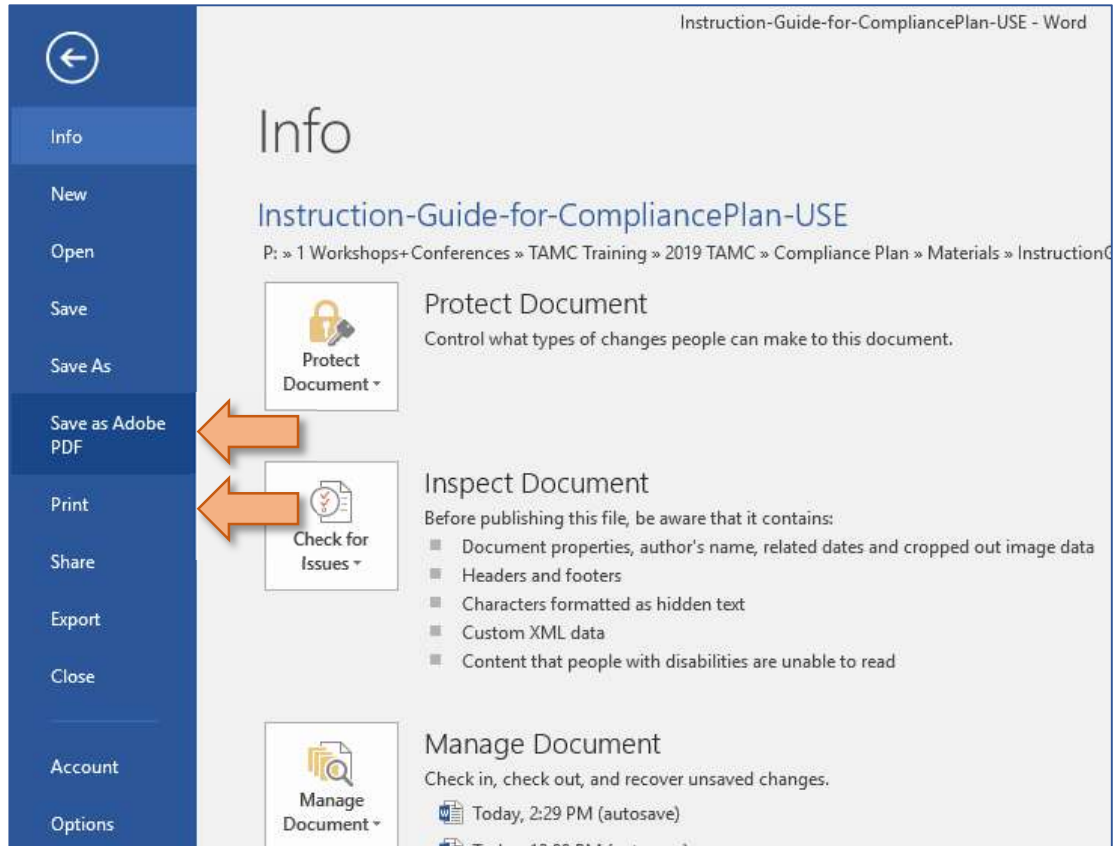 Instruction-Guide-for-CompliancePlan-USE - Word
Info
New
Open
Save
Save As
Save as Adobe
PDF
Print
Share
Export
Close
Account
Options
Info
Instruction-Guide-for-CompliancePlan-USE
P: » 1 Workshops+Conferences » TAMC Training » 2019 TAMC » Compliance Plan » Materials »
Protect
Document
Protect Document
Control what types of changes people can make to this document.
Check for
Issues
Inspect Document
Before publishing this file, be aware that it contains:
Document properties, author's name, related dates and cropped out image data
Headers and footers
Characters formatted as hidden text
Custom XML data
Content that people with disabilities are unable to read
Manage
Document
Manage Document
Check in, check out, and recover unsaved changes.
Today, 2:29 PM (autosave)